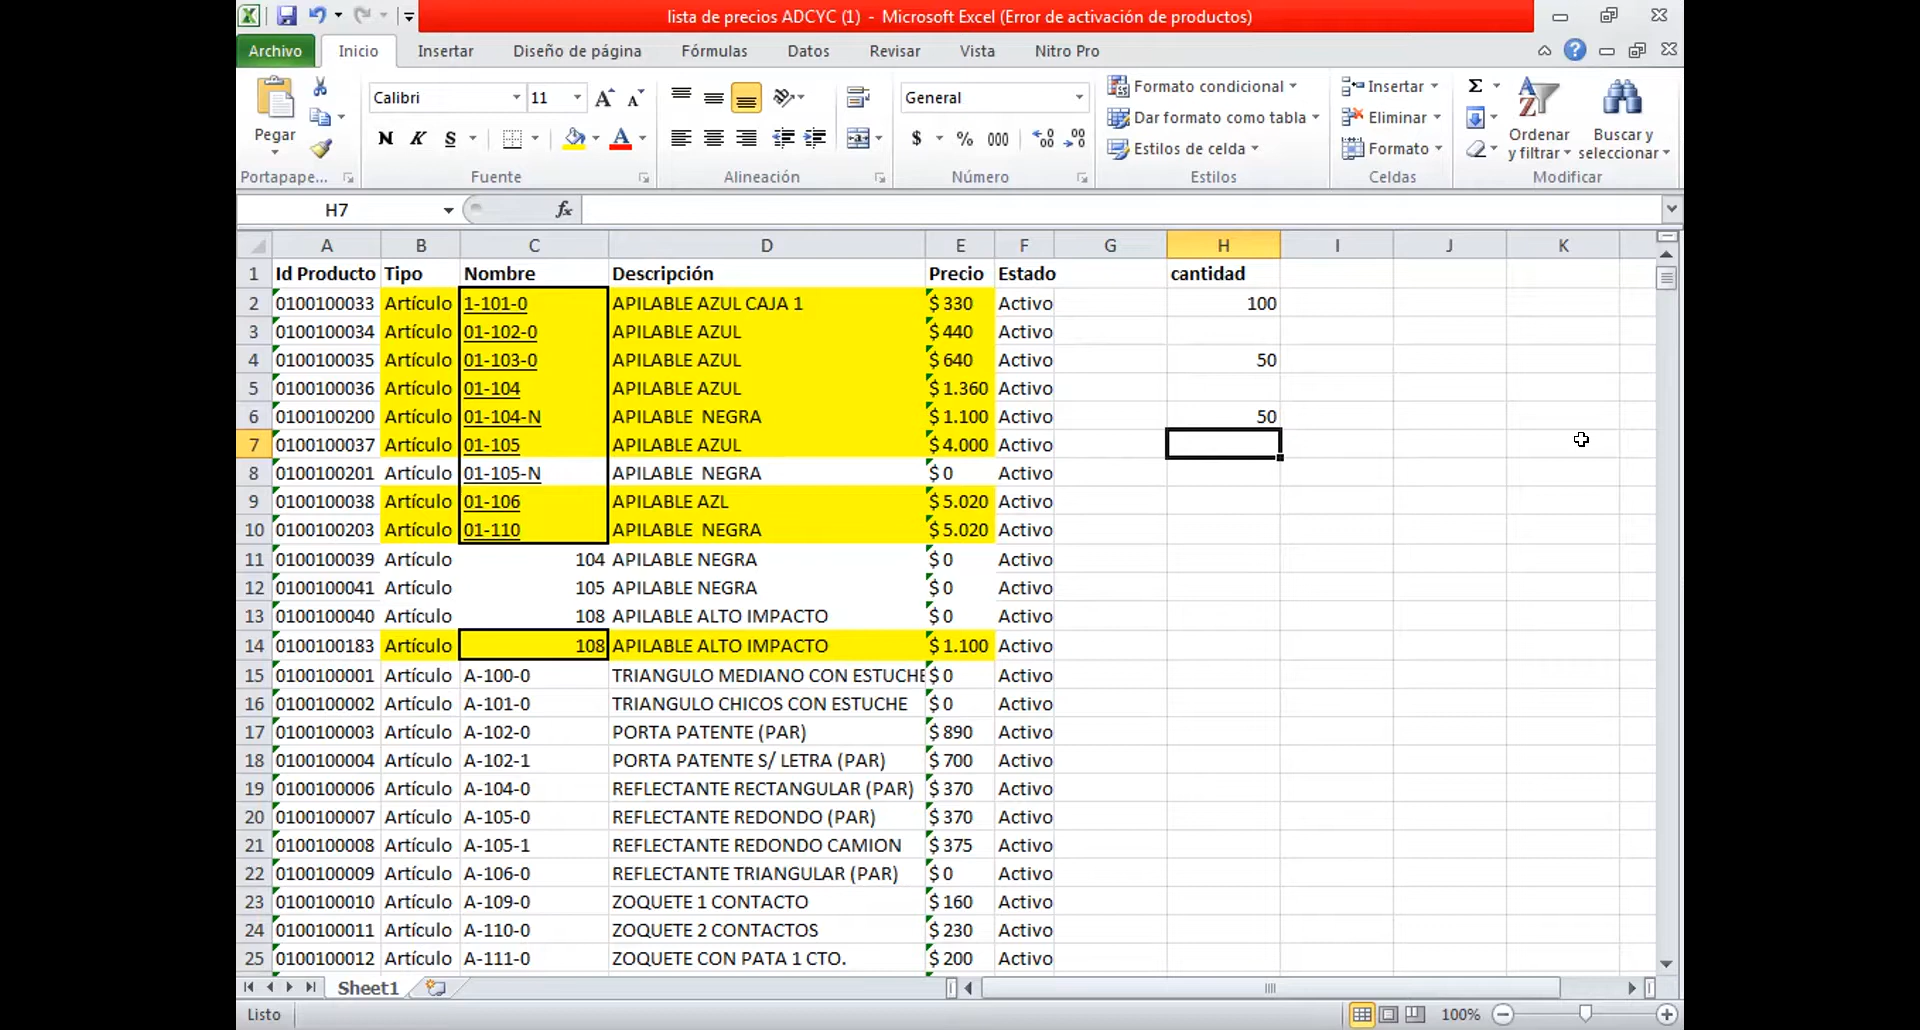 lista de precios ADCYC (1) - Microsoft Excel (Error de activación de productos)
Archivo Inicio Insertar Diseño de página Fórmulas Datos Revisar Vista Nitro Pro
Pegar
Calibri 11
N K S
General
$ % 000
Formato condicional
Dar formato como tabla
Estilos de celda
Insertar
Eliminar
Formato
Σ
Ordenar y filtrar
Buscar y seleccionar
Portapape... Fuente Alineación Número Estilos Celdas Modificar
H7 fx
A B C D E F G H I J K
1 Id Producto Tipo Nombre Descripción Precio Estado cantidad
2 0100100033 Artículo 1-101-0 APILABLE AZUL CAJA 1 $ 330 Activo 100
3 0100100034 Artículo 01-102-0 APILABLE AZUL $ 440 Activo
4 0100100035 Artículo 01-103-0 APILABLE AZUL $ 640 Activo 50
5 0100100036 Artículo 01-104 APILABLE AZUL $ 1.360 Activo
6 0100100200 Artículo 01-104-N APILABLE NEGRA $ 1.100 Activo 50
7 0100100037 Artículo 01-105 APILABLE AZUL $ 4.000 Activo
8 0100100201 Artículo 01-105-N APILABLE NEGRA $ 0 Activo
9 0100100038 Artículo 01-106 APILABLE AZL $ 5.020 Activo
10 0100100203 Artículo 01-110 APILABLE NEGRA $ 5.020 Activo
11 0100100039 Artículo 104 APILABLE NEGRA $ 0 Activo
12 0100100041 Artículo 105 APILABLE NEGRA $ 0 Activo
13 0100100040 Artículo 108 APILABLE ALTO IMPACTO $ 0 Activo
14 0100100183 Artículo 108 APILABLE ALTO IMPACTO $ 1.100 Activo
15 0100100001 Artículo A-100-0 TRIANGULO MEDIANO CON ESTUCHE $ 0 Activo
16 0100100002 Artículo A-101-0 TRIANGULO CHICOS CON ESTUCHE $ 0 Activo
17 0100100003 Artículo A-102-0 PORTA PATENTE (PAR) $ 890 Activo
18 0100100004 Artículo A-102-1 PORTA PATENTE S/ LETRA (PAR) $ 700 Activo
19 0100100006 Artículo A-104-0 REFLECTANTE RECTANGULAR (PAR) $ 370 Activo
20 0100100007 Artículo A-105-0 REFLECTANTE REDONDO (PAR) $ 370 Activo
21 0100100008 Artículo A-105-1 REFLECTANTE REDONDO CAMION $ 375 Activo
22 0100100009 Artículo A-106-0 REFLECTANTE TRIANGULAR (PAR) $ 0 Activo
23 0100100010 Artículo A-109-0 ZOQUETE 1 CONTACTO $ 160 Activo
24 0100100011 Artículo A-110-0 ZOQUETE 2 CONTACTOS $ 230 Activo
25 0100100012 Artículo A-111-0 ZOQUETE CON PATA 1 CTO. $ 200 Activo
Sheet1
Listo 100%